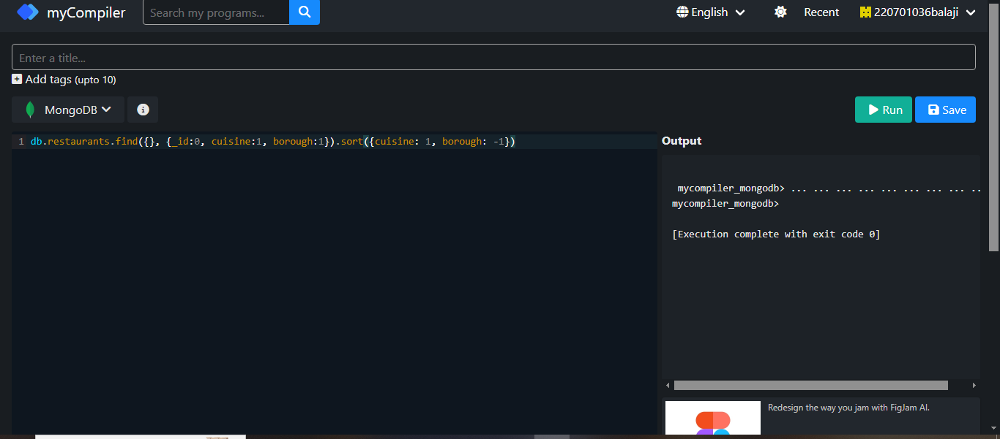 myCompiler
Search my programs...
English
Recent
220701036balaji
Enter a title...
Add tags (upto 10)
MongoDB
Run
Save
1 db.restaurants.find({}, {_id:0, cuisine:1, borough:1}).sort({cuisine: 1, borough: -1})
Output
mycompiler_mongodb> ... ... ... ... ... ... ... ... ..
mycompiler_mongodb>
[Execution complete with exit code 0]
Redesign the way you jam with FigJam AI.